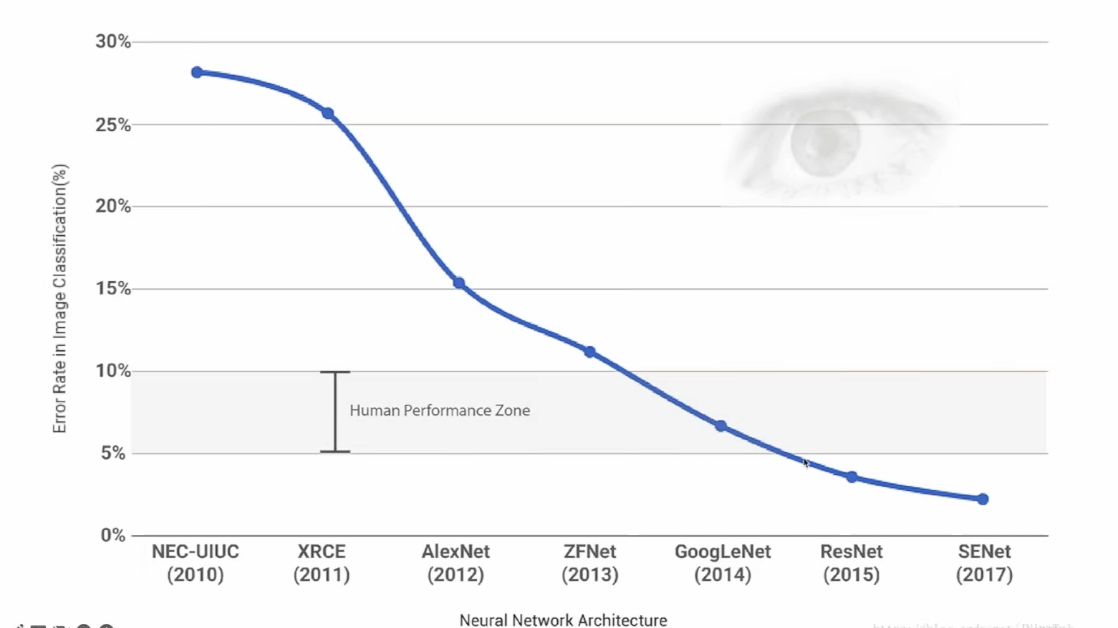 30%
25%
20%
15%
10%
5%
0%
Error Rate in Image Classification(%)
Human Performance Zone
NEC-UIUC
(2010)
XRCE
(2011)
AlexNet
(2012)
ZFNet
(2013)
GoogLeNet
(2014)
ResNet
(2015)
SENet
(2017)
Neural Network Architecture